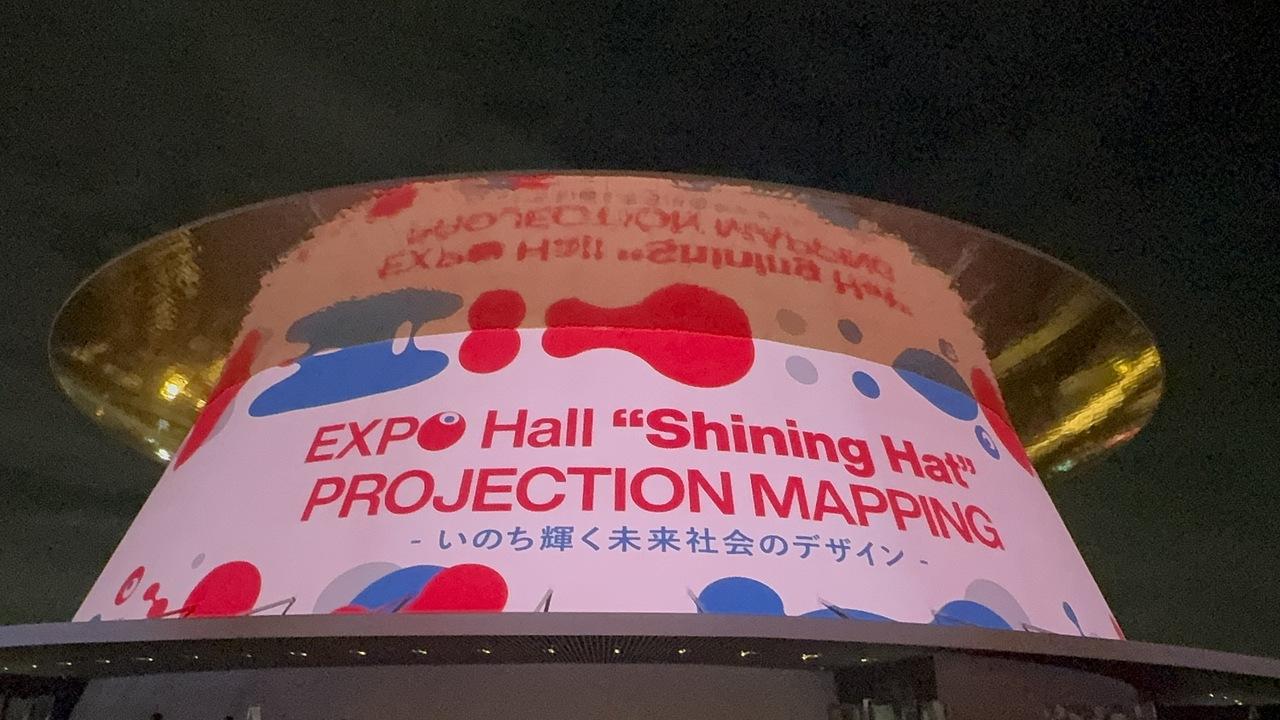 EXPO Hall “Shining Hat”
PROJECTION MAPPING
- いのち輝く未来社会のデザイン -